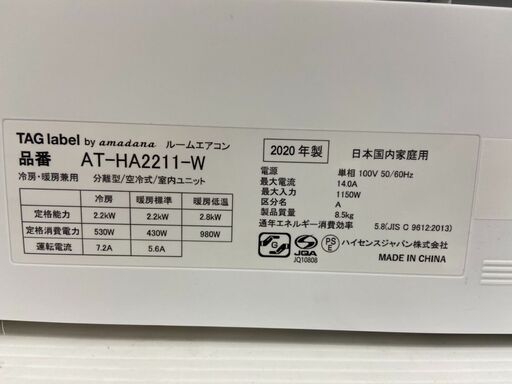 TAG label by amadana ルームエアコン
品番 AT-HA2211-W
冷房・暖房兼用 分離型/空冷式/室内ユニット
冷房 暖房標準 暖房低温
定格能力 2.2kW 2.2kW 2.8kW
定格消費電力 530W 430W 980W
運転電流 7.2A 5.6A
2020年製 日本国内家庭用
電源 単相 100V 50/60Hz
最大電流 14.0A
最大入力 1150W
区分名 A
製品質量 8.5kg
通年エネルギー消費効率 5.8(JIS C 9612:2013)
G JQA PSE ハイセンスジャパン株式会社
JQ10808 MADE IN CHINA